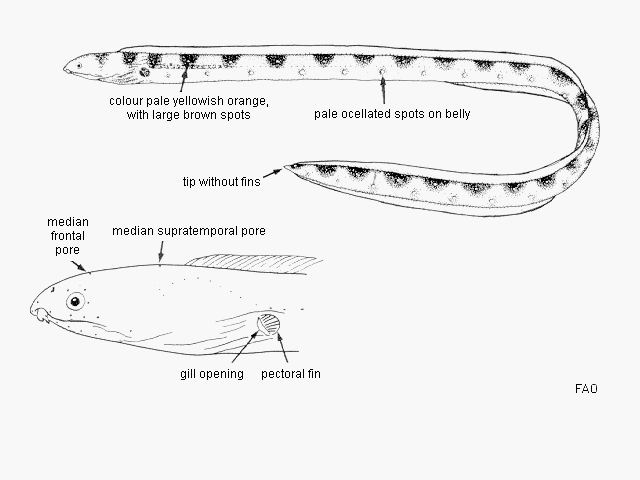 colour pale yellowish orange,
with large brown spots
pale ocellated spots on belly
tip without fins
median
frontal
pore
median supratemporal pore
gill opening
pectoral fin
FAO